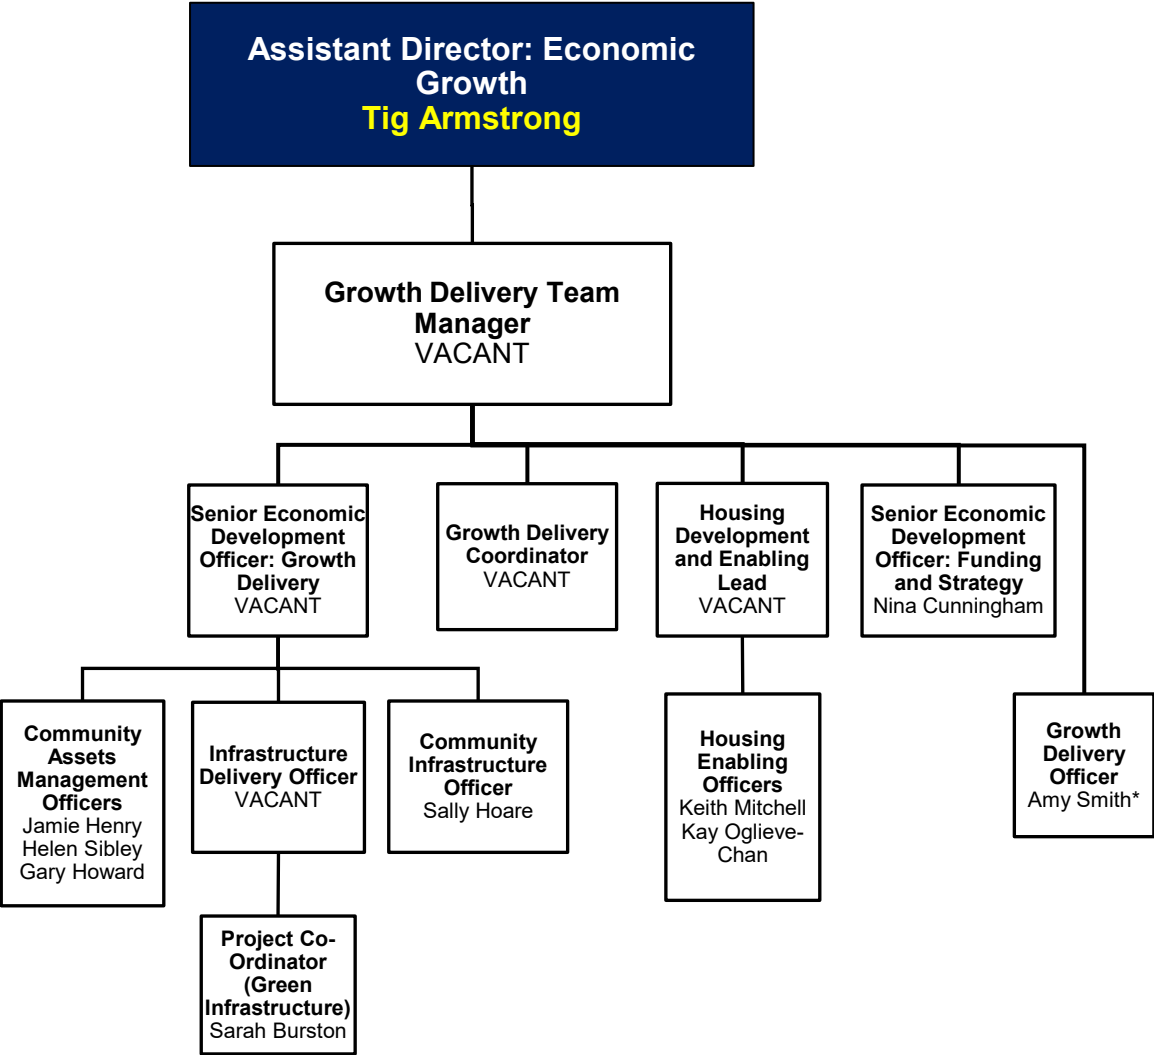 Assistant Director: Economic
Growth
Tig Armstrong
Growth Delivery Team
Manager
VACANT
Senior Economic
Development
Officer: Growth
Delivery
VACANT
Growth Delivery
Coordinator
VACANT
Housing
Development
and Enabling
Lead
VACANT
Senior Economic
Development
Officer: Funding
and Strategy
Nina Cunningham
Community
Assets
Management
Officers
Jamie Henry
Helen Sibley
Gary Howard
Infrastructure
Delivery Officer
VACANT
Community
Infrastructure
Officer
Sally Hoare
Housing
Enabling
Officers
Keith Mitchell
Kay Oglieve-
Chan
Growth
Delivery
Officer
Amy Smith*
Project Co-
Ordinator
(Green
Infrastructure)
Sarah Burston